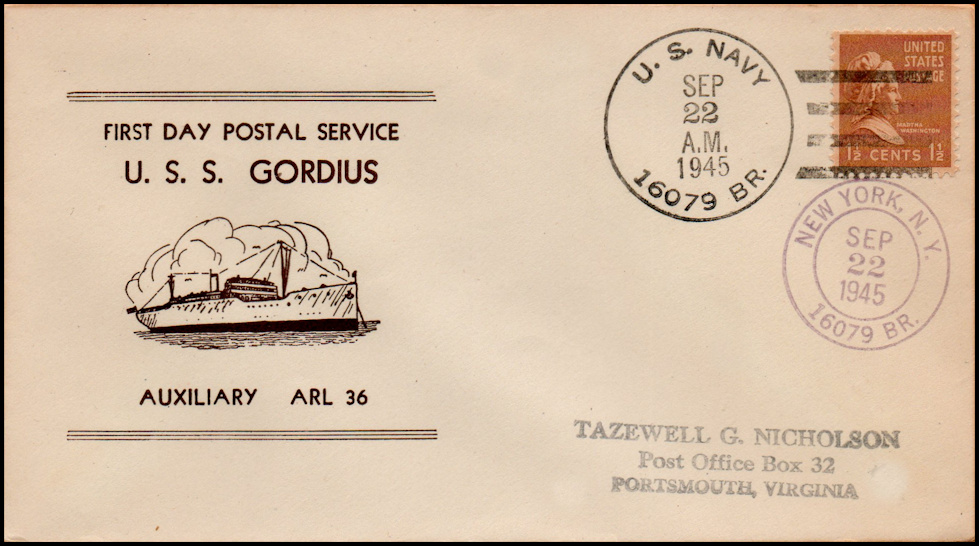 FIRST DAY POSTAL SERVICE
U. S. S. GORDIUS
AUXILIARY ARL 36
U. S. NAVY
SEP
22
A.M.
1945
16079 BR.
UNITED
STATES
POSTAGE
MARTHA
WASHINGTON
1½ CENTS 1½
NEW YORK, N. Y.
SEP
22
1945
16079 BR.
TAZEWELL G. NICHOLSON
Post Office Box 32
PORTSMOUTH, VIRGINIA